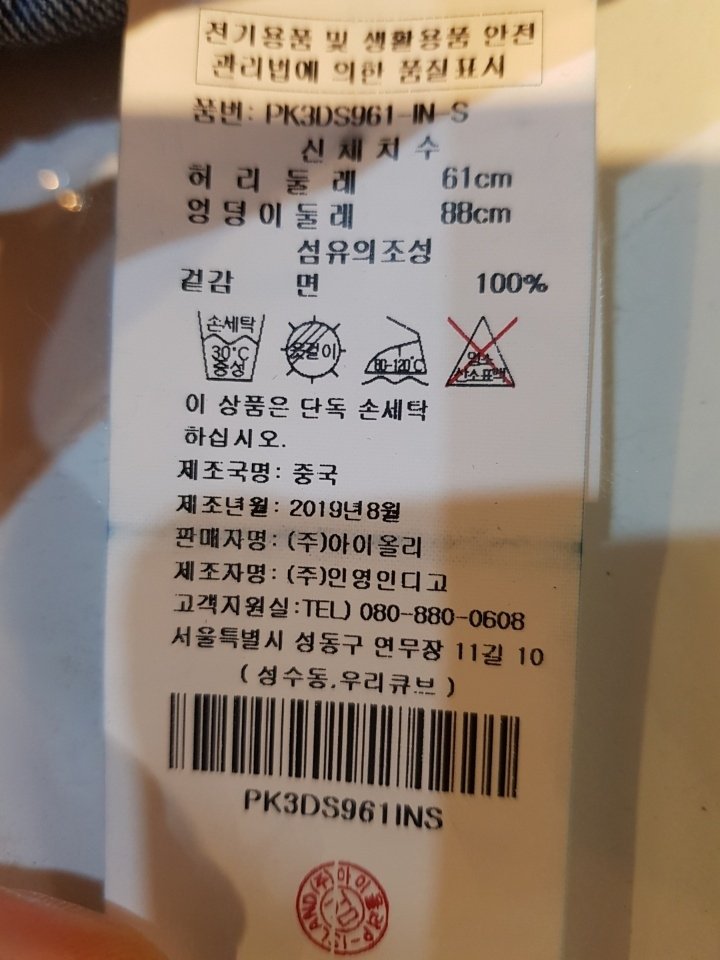 전기용품 및 생활용품 안전
관리법에 의한 품질표시
품번: PK3DS961-IN-S
신체치수
허리둘레 61cm
엉덩이둘레 88cm
섬유의조성
겉감 면 100%
손세탁 30°C 중성
옷걸이
80-120°C
염소 산소표백
이 상품은 단독 손세탁
하십시오.
제조국명: 중국
제조년월: 2019년8월
판매자명: (주)아이올리
제조자명: (주)인영인디고
고객지원실:TEL) 080-880-0608
서울특별시 성동구 연무장 11길 10
(성수동,우리큐브)
PK3DS961INS
(주)아이올리